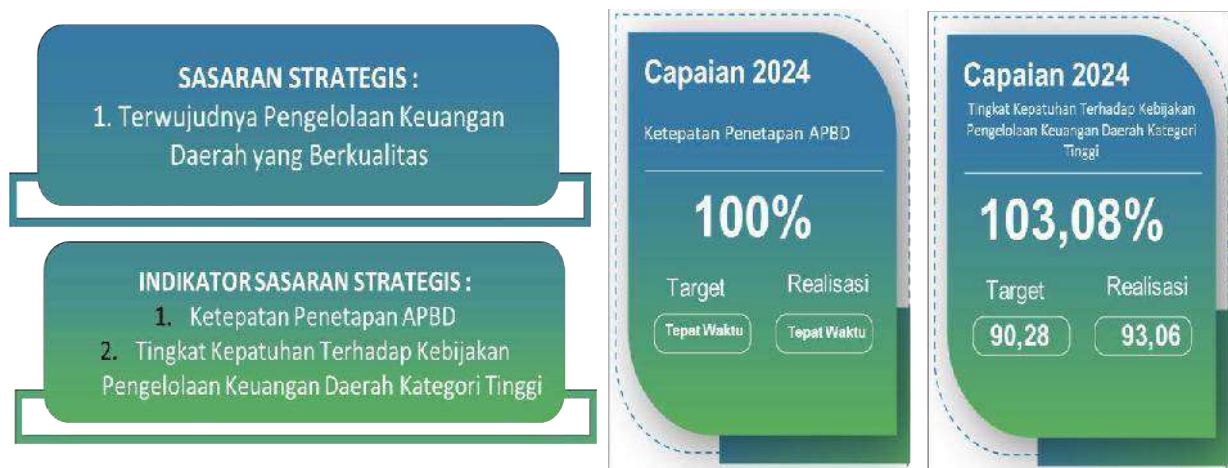 SASARAN STRATEGIS :
1. Terwujudnya Pengelolaan Keuangan
Daerah yang Berkualitas
INDIKATOR SASARAN STRATEGIS :
1. Ketepatan Penetapan APBD
2. Tingkat Kepatuhan Terhadap Kebijakan
Pengelolaan Keuangan Daerah Kategori Tinggi
Capaian 2024
Ketepatan Penetapan APBD
100%
Target Realisasi
Tepat Waktu Tepat Waktu
Capaian 2024
Tingkat Kepatuhan Terhadap Kebijakan
Pengelolaan Keuangan Daerah Kategori
Tinggi
103,08%
Target Realisasi
90,28 93,06